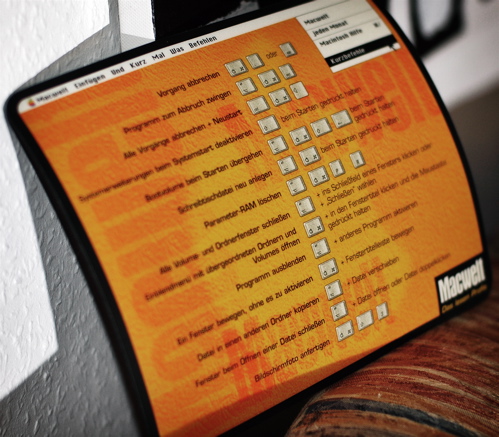 Macwelt Einfügen Und Kurz Mal Was Befehlen
Macwelt
jeden Monat
Macintosh Hilfe
Kurzbefehle
Vorgang abbrechen oder
Programm zum Abbruch zwingen
Alle Vorgänge abbrechen + Neustart
Systemerweiterungen beim Systemstart deaktivieren beim Starten gedrückt halten
Bootvolume beim Starten übergehen beim Starten gedrückt halten
Schreibtischdatei neu anlegen beim Starten gedrückt halten
Parameter-RAM löschen
Alle Volume und Ordnerfenster schließen + ins Schließfeld eines Fensters klicken oder „Schließen“ wählen
Einblendmenü mit übergeordneten Ordnern und Volumes öffnen + in den Fenstertitel klicken und die Maustaste gedrückt halten
Programm ausblenden + anderes Programm aktivieren
Ein Fenster bewegen, ohne es zu aktivieren + Fenstertitelleiste bewegen
Datei in einen anderen Ordner kopieren + Datei verschieben
Fenster beim Öffnen einer Datei schließen + Datei öffnen oder Datei doppelklicken
Bildschirmfoto anfertigen
Macwelt